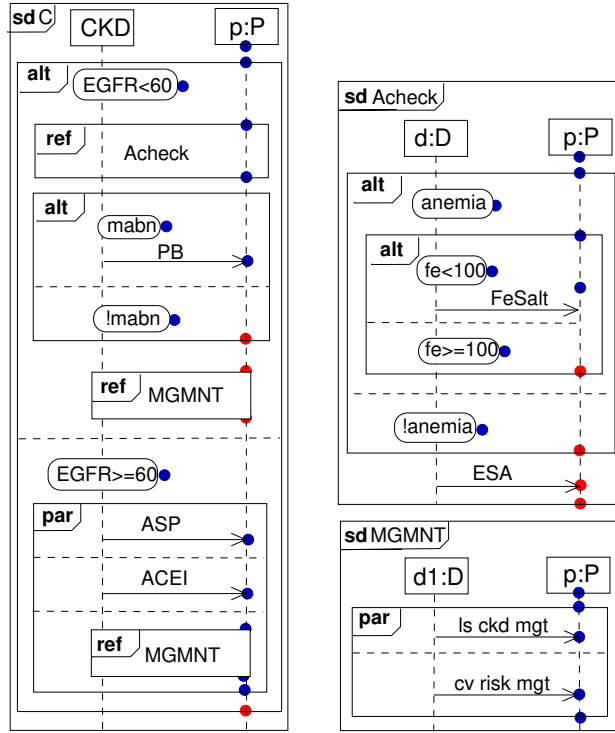 sd C
CKD
p:P
alt
EGFR<60
ref
Acheck
alt
mabn
PB
!mabn
ref
MGMNT
EGFR>=60
par
ASP
ACEI
ref
MGMNT
sd Acheck
d:D
p:P
alt
anemia
alt
fe<100
FeSalt
fe>=100
!anemia
ESA
sd MGMNT
d1:D
p:P
par
ls ckd mgt
cv risk mgt